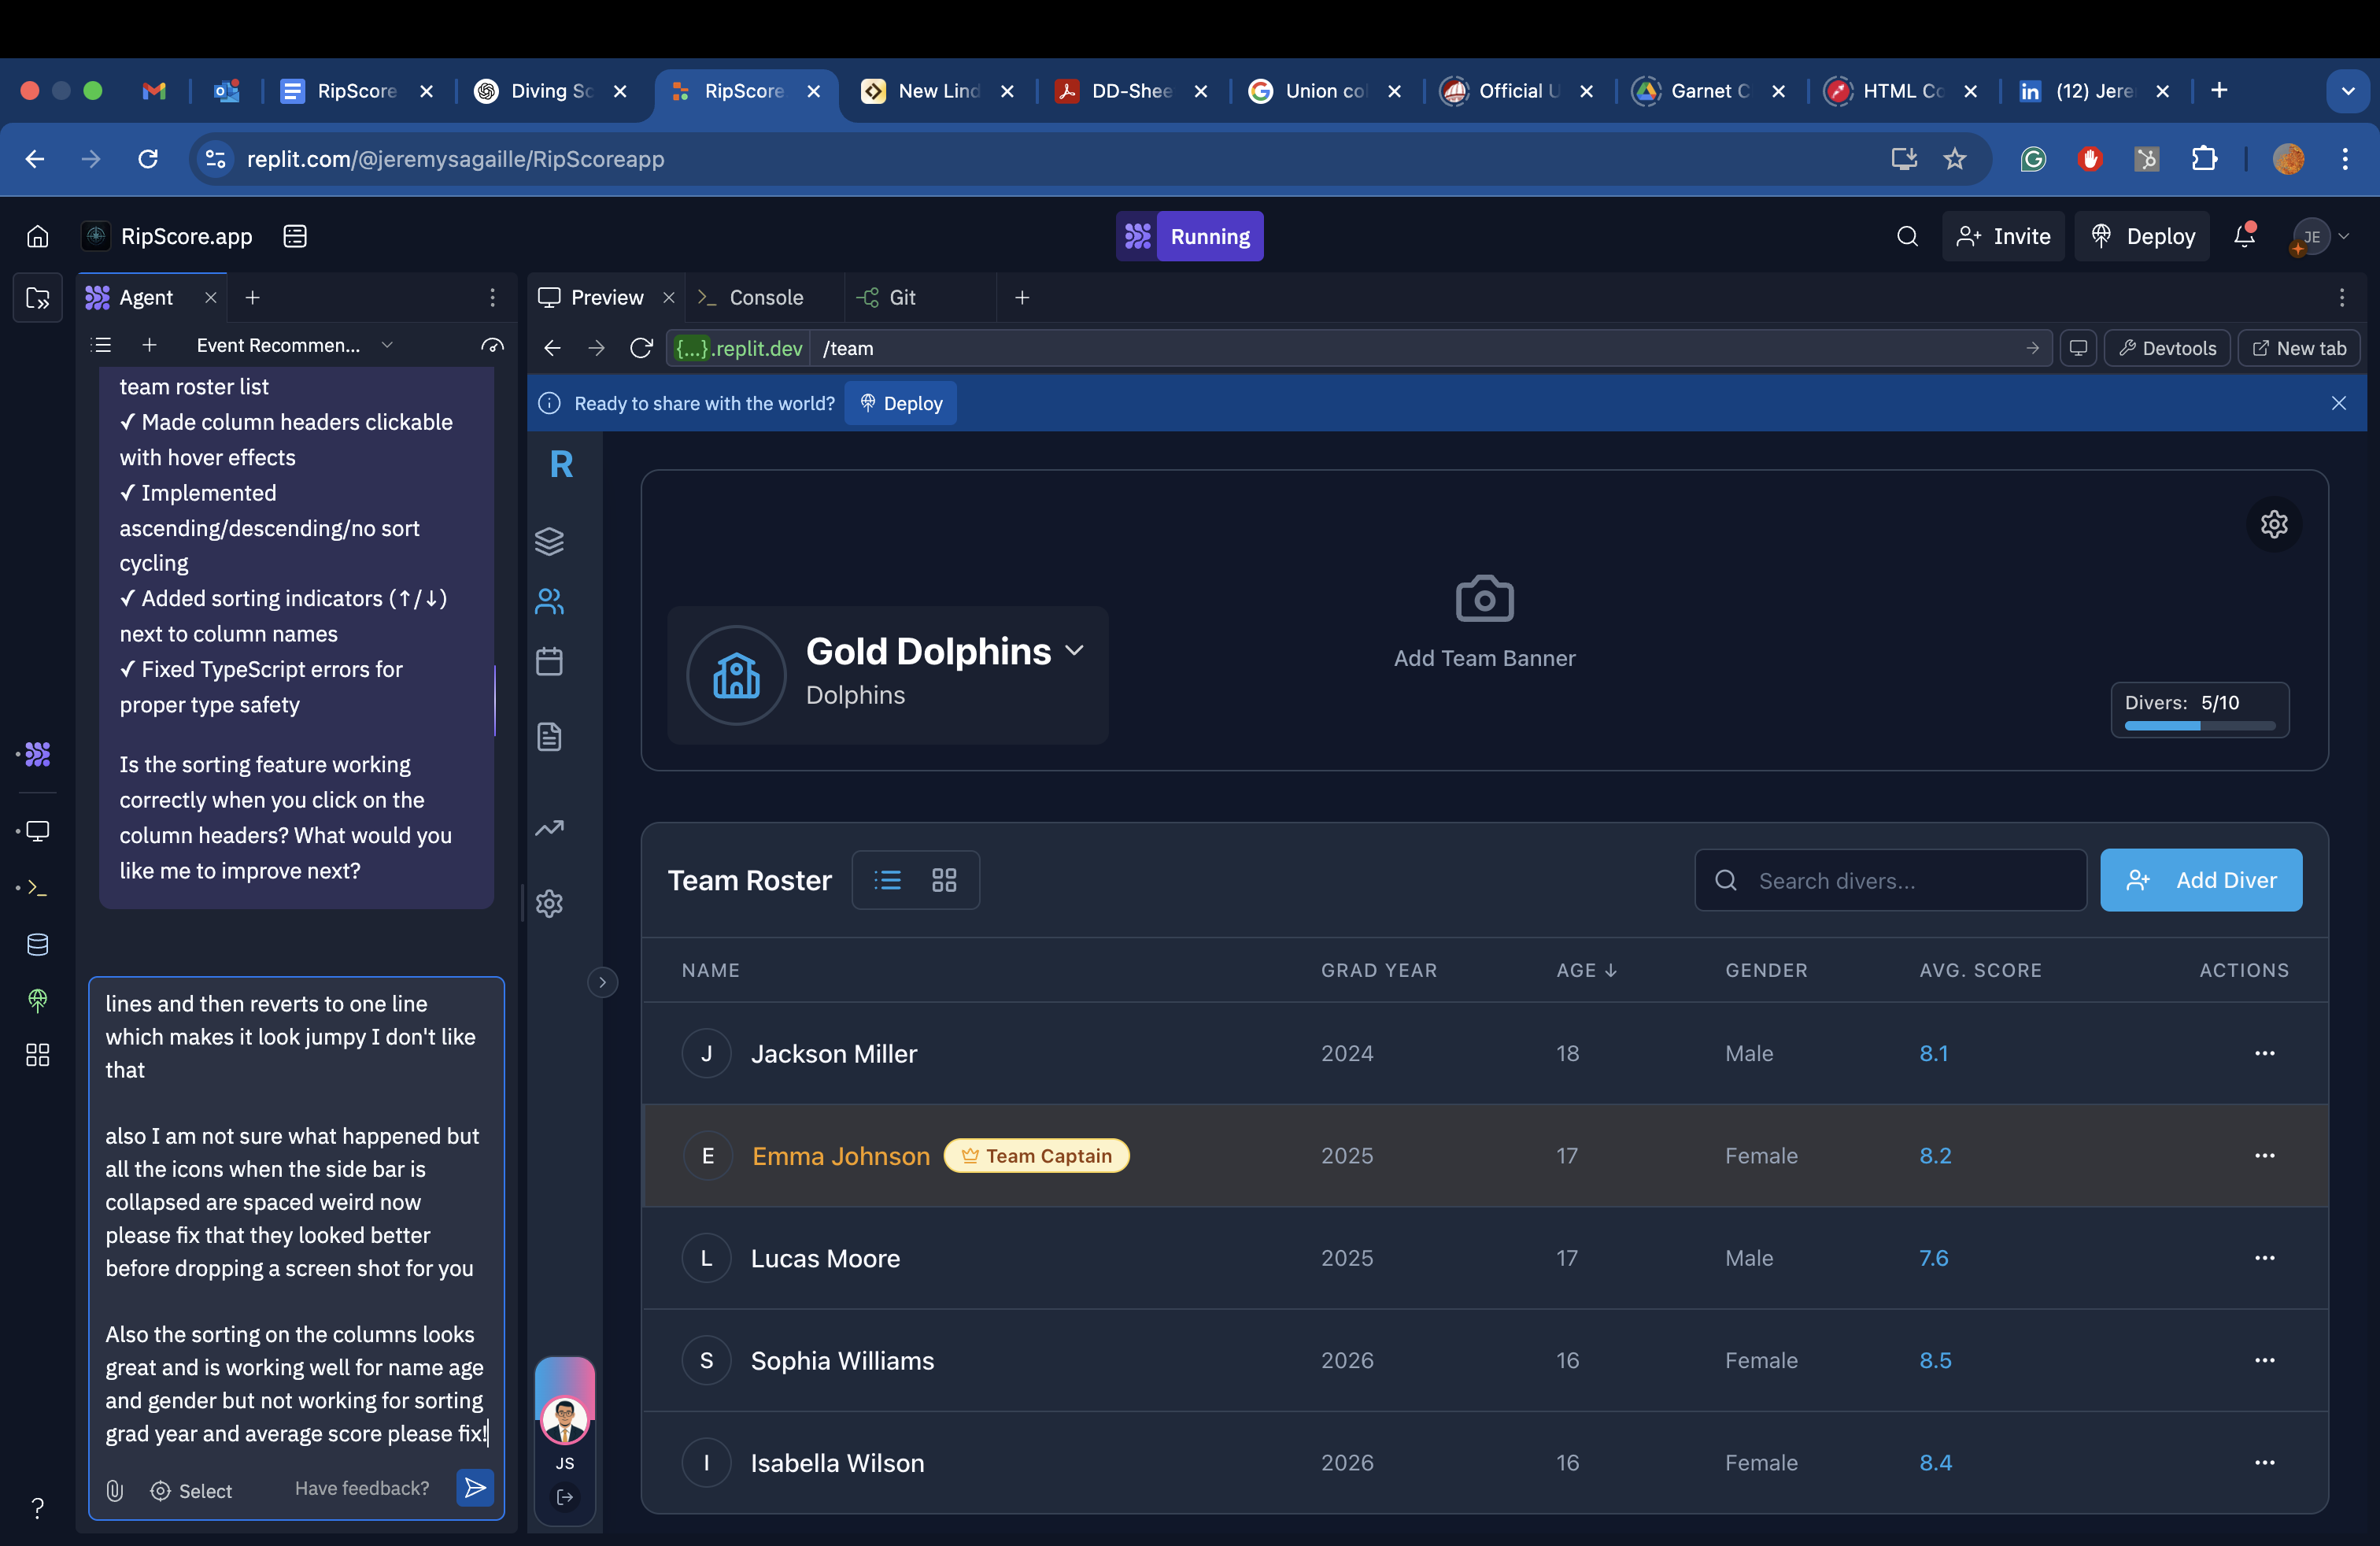 RipScore
Diving Sc
RipScore
New Lind
DD-Shee
Union col
Official U
Garnet C
HTML Co
(12) Jere
replit.com/@jeremysagaille/RipScoreapp
RipScore.app
Running
Invite
Deploy
JE
Agent
Preview
Console
Git
Event Recommen...
{...}.replit.dev
/team
Devtools
New tab
Ready to share with the world?
Deploy
team roster list
✓ Made column headers clickable
with hover effects
✓ Implemented
ascending/descending/no sort
cycling
✓ Added sorting indicators (↑/↓)
next to column names
✓ Fixed TypeScript errors for
proper type safety
Is the sorting feature working
correctly when you click on the
column headers? What would you
like me to improve next?
lines and then reverts to one line
which makes it look jumpy I don't like
that
also I am not sure what happened but
all the icons when the side bar is
collapsed are spaced weird now
please fix that they looked better
before dropping a screen shot for you
Also the sorting on the columns looks
great and is working well for name age
and gender but not working for sorting
grad year and average score please fix!
Select
Have feedback?
R
JS
Gold Dolphins
Dolphins
Add Team Banner
Divers: 5/10
Team Roster
Search divers...
Add Diver
NAME GRAD YEAR AGE ↓ GENDER AVG. SCORE ACTIONS
J Jackson Miller 2024 18 Male 8.1 ...
E Emma Johnson Team Captain 2025 17 Female 8.2 ...
L Lucas Moore 2025 17 Male 7.6 ...
S Sophia Williams 2026 16 Female 8.5 ...
I Isabella Wilson 2026 16 Female 8.4 ...